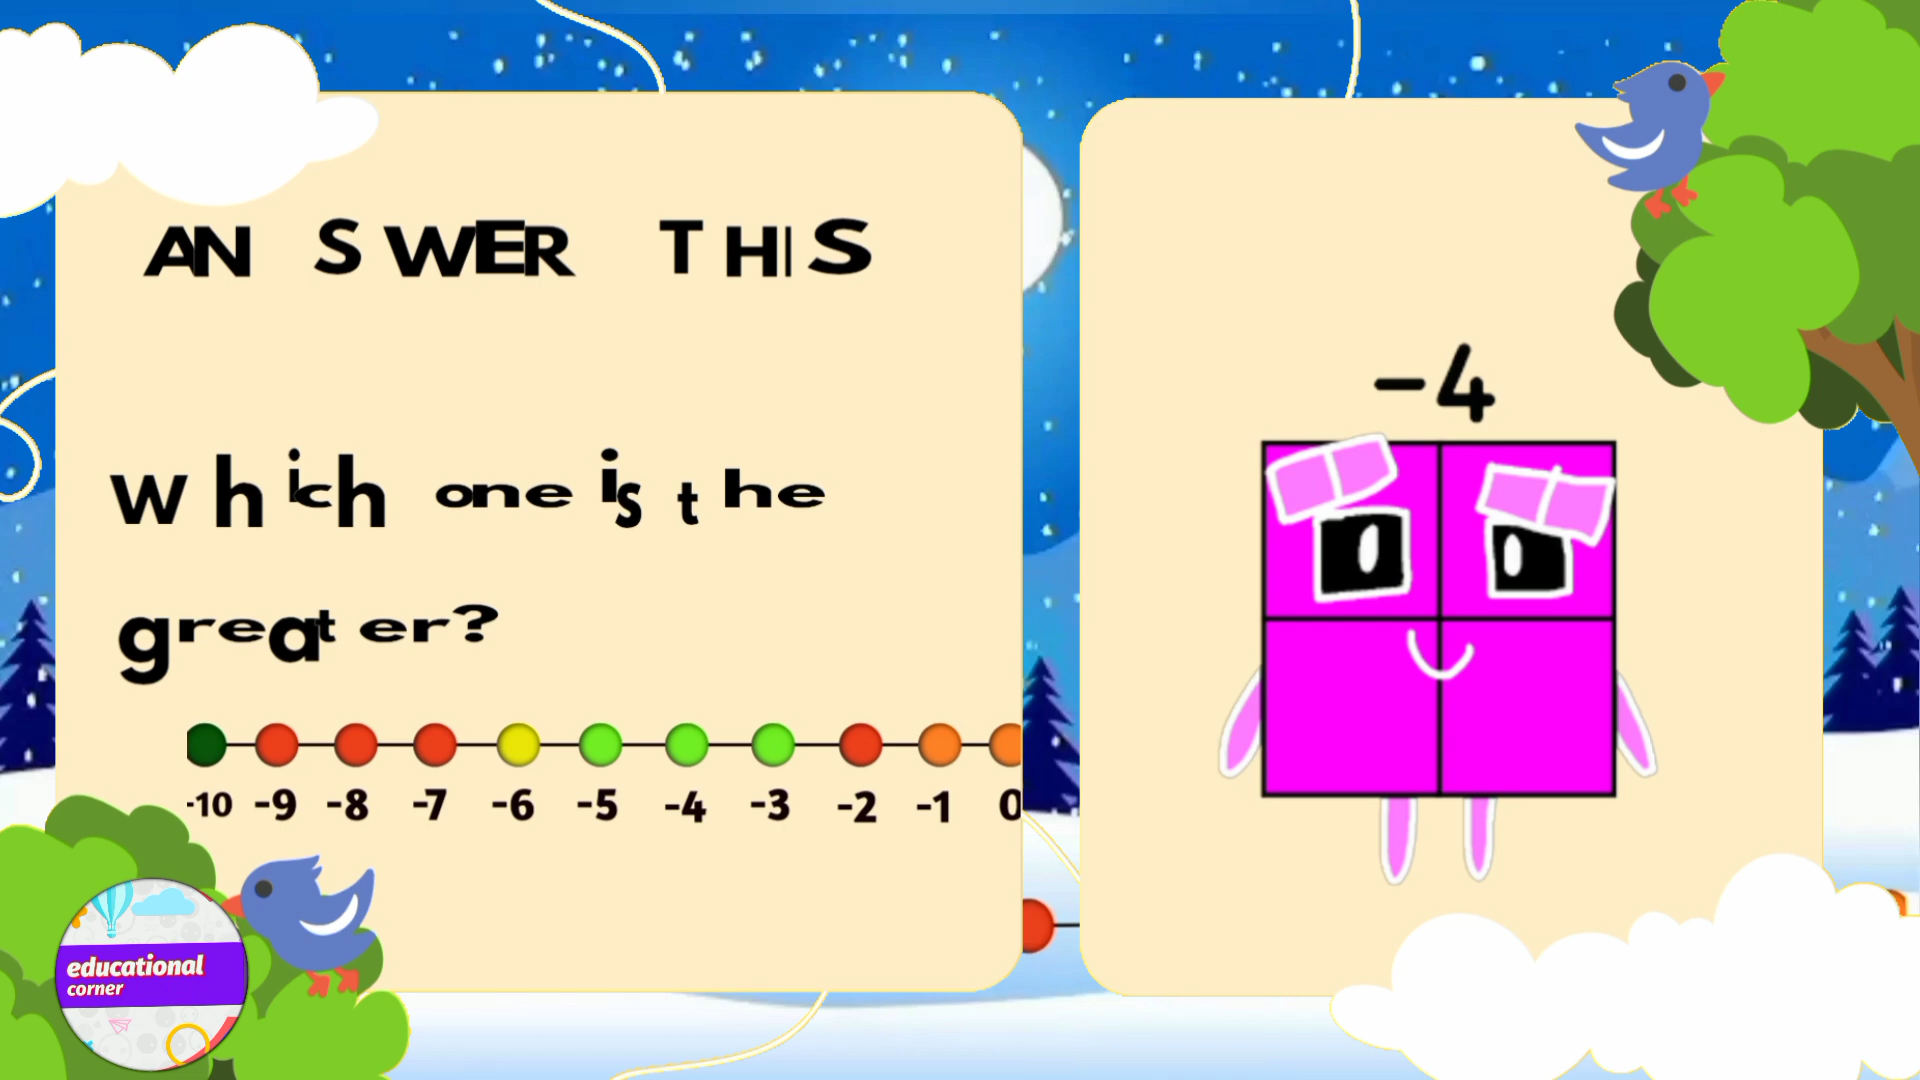 ANSWER THIS
which one is the
greater?
-10 -9 -8 -7 -6 -5 -4 -3 -2 -1 0
-4
educational
corner